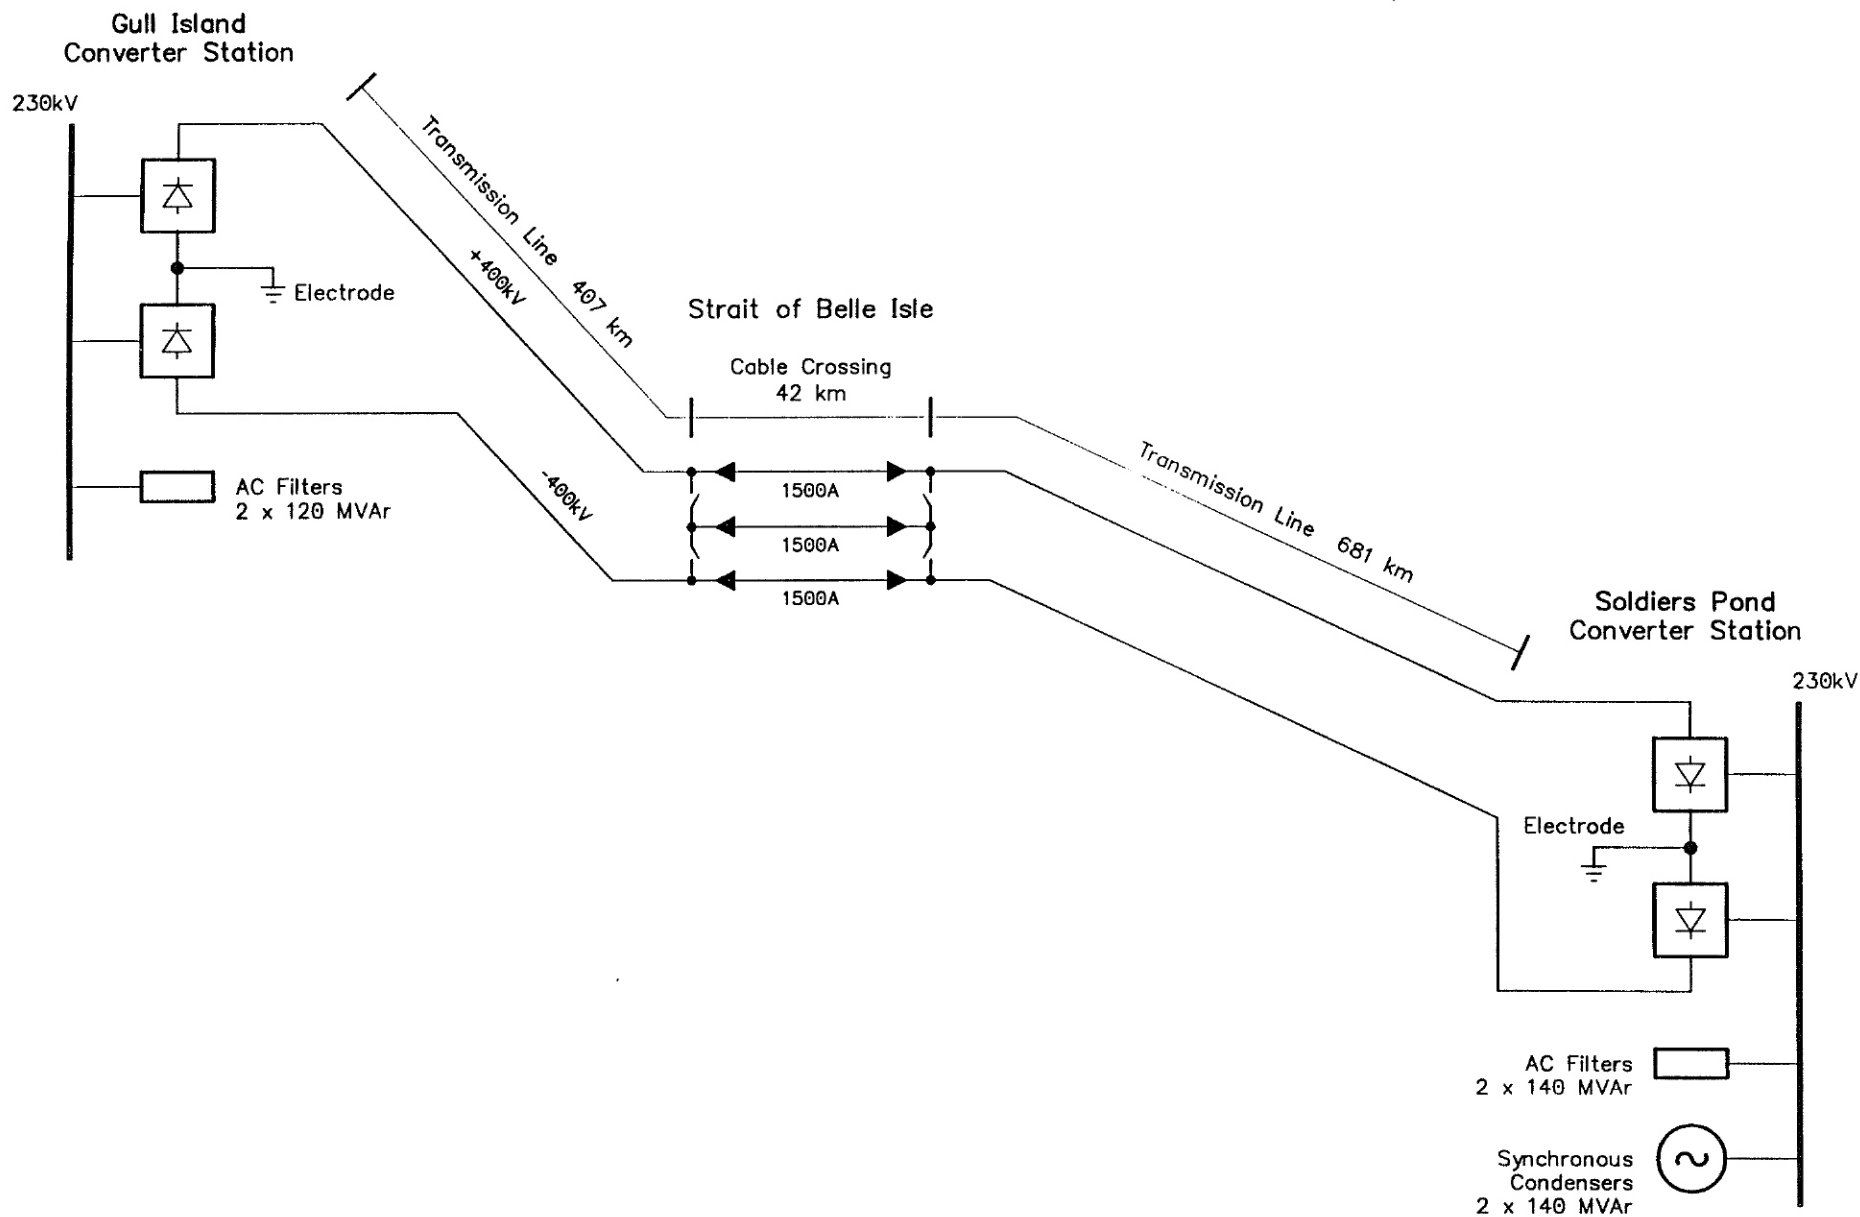 Gull Island
Converter Station
230kV
Transmission Line 407 km
+400kV
Electrode
-400kV
AC Filters
2 x 120 MVAr
Strait of Belle Isle
Cable Crossing
42 km
1500A
1500A
1500A
Transmission Line 681 km
Soldiers Pond
Converter Station
230kV
Electrode
AC Filters
2 x 140 MVAr
Synchronous
Condensers
2 x 140 MVAr